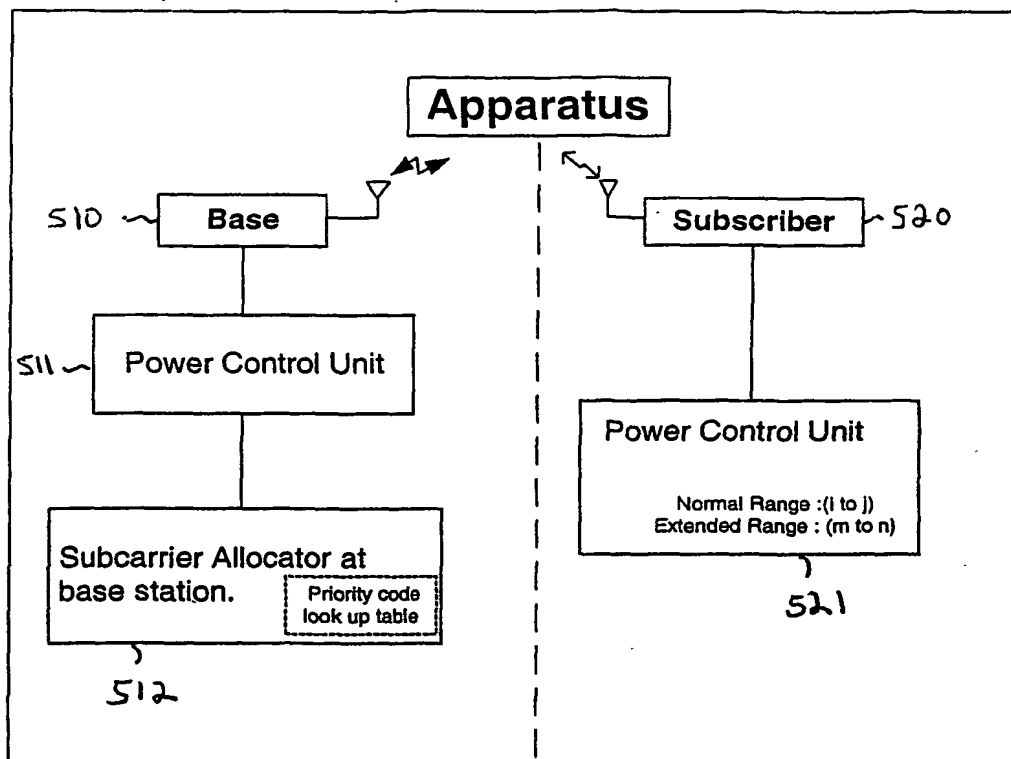 Apparatus
510
Base
Subscriber
520
511
Power Control Unit
Power Control Unit
Normal Range :(i to j)
Extended Range : (m to n)
521
Subcarrier Allocator at
base station.
Priority code
look up table
512